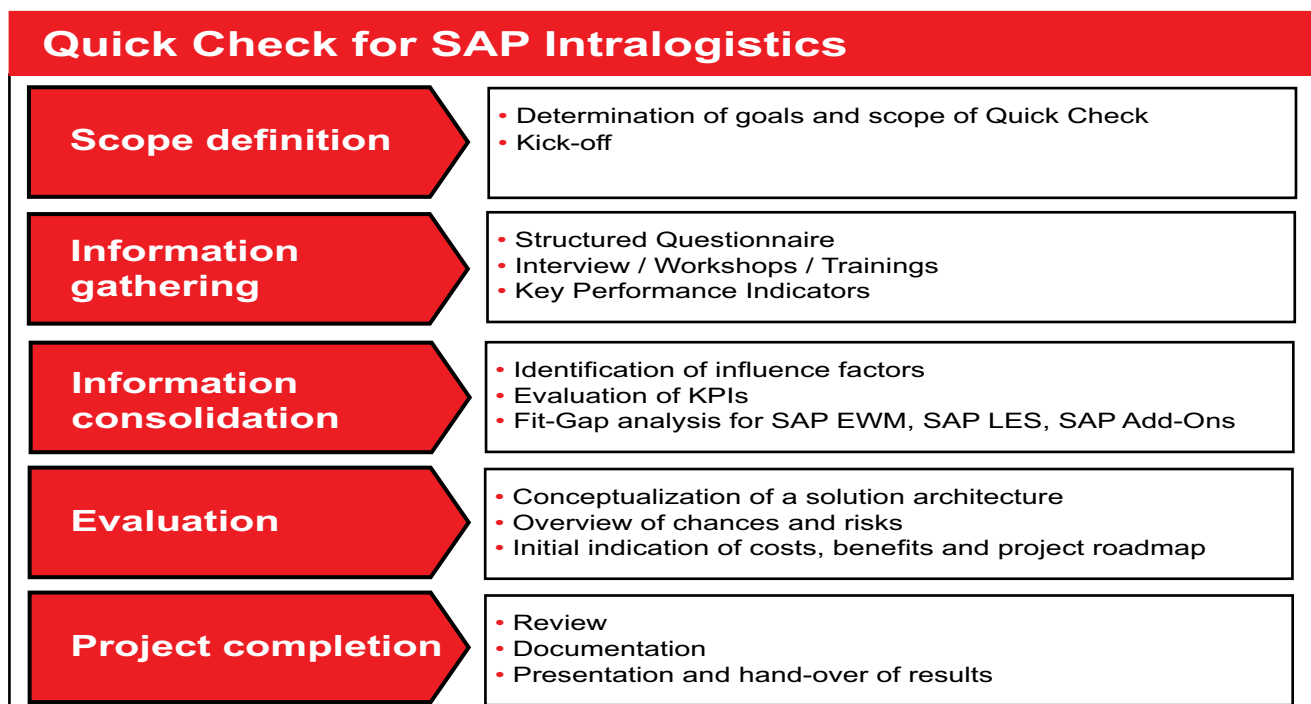 Quick Check for SAP Intralogistics
Scope definition
• Determination of goals and scope of Quick Check
• Kick-off
Information
gathering
• Structured Questionnaire
• Interview / Workshops / Trainings
• Key Performance Indicators
Information
consolidation
• Identification of influence factors
• Evaluation of KPIs
• Fit-Gap analysis for SAP EWM, SAP LES, SAP Add-Ons
Evaluation
• Conceptualization of a solution architecture
• Overview of chances and risks
• Initial indication of costs, benefits and project roadmap
Project completion
• Review
• Documentation
• Presentation and hand-over of results